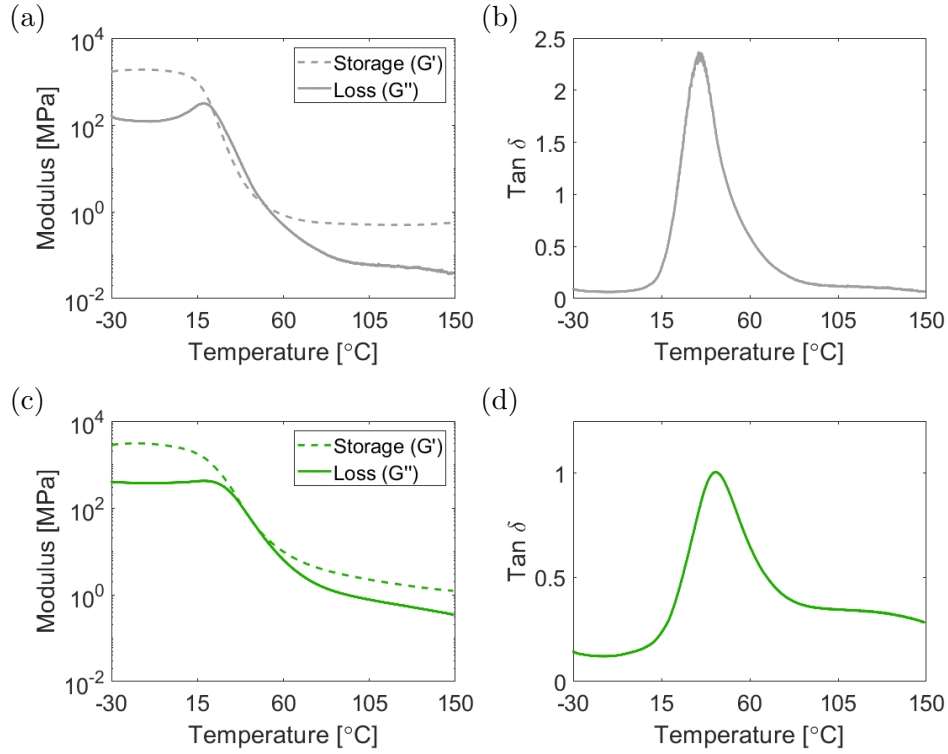 (a)
10^4
10^2
10^0
10^-2
Modulus [MPa]
Storage (G')
Loss (G'')
-30 15 60 105 150
Temperature [°C]
(b)
2.5
2
1.5
1
0.5
0
Tan δ
-30 15 60 105 150
Temperature [°C]
(c)
10^4
10^2
10^0
10^-2
Modulus [MPa]
Storage (G')
Loss (G'')
-30 15 60 105 150
Temperature [°C]
(d)
1
0.5
0
Tan δ
-30 15 60 105 150
Temperature [°C]